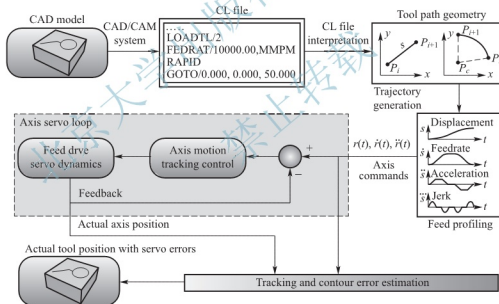 CAD model
CAD/CAM
system
CL file
......
LOADTL/2
FEDRAT/10000.00,MMPM
RAPID
GOTO/0.000, 0.000, 50.000
CL file
interpretation
Tool path geometry
y
s
P_{i+1}
P_i
x
y
P_{i+1}
P_c
P
x
Trajectory
generation
Axis servo loop
Feed drve
servo dynamics
Axis motion
tracking control
+
−
Feedback
Actual axis position
r(t), ṙ(t), r̈(t)
Axis
commands
Displacement
s
t
Feedrate
ṡ
t
Acceleration
s̈
t
Jerk
s⃛
t
Feed profiling
Actual tool position with servo errors
Tracking and contour error estimation